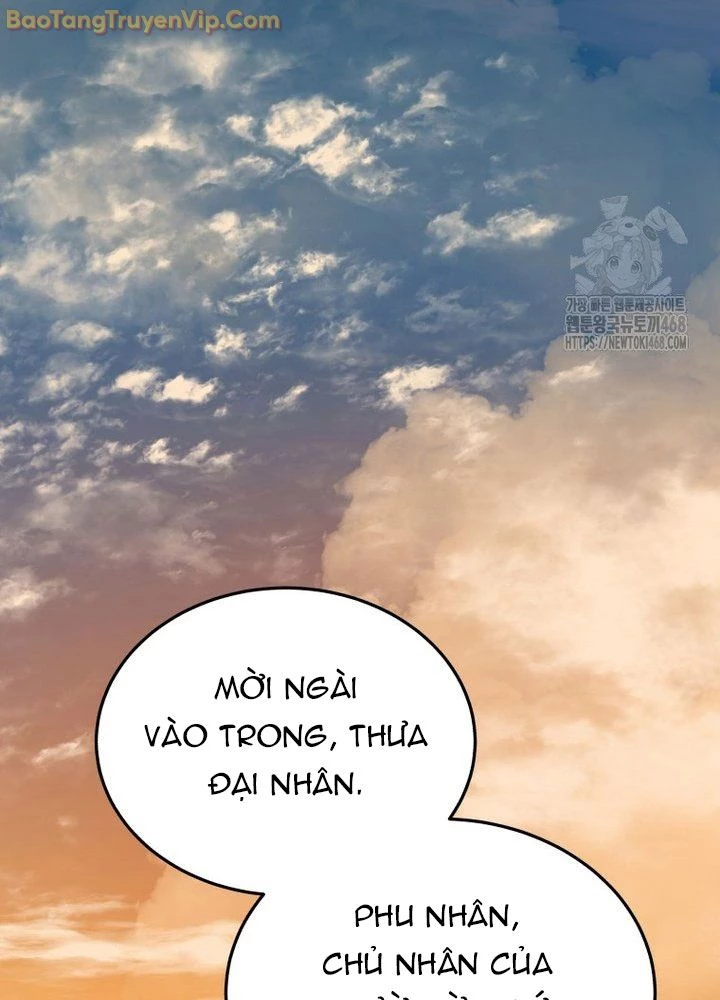 BaoTangTruyenVip.Com
가장 빠른 웹툰제공사이트
웹툰왕국뉴토끼468
HTTPS://NEWTOKI468.COM
MỜI NGÀI
VÀO TRONG, THƯA
ĐẠI NHÂN.
PHU NHÂN,
CHỦ NHÂN CỦA